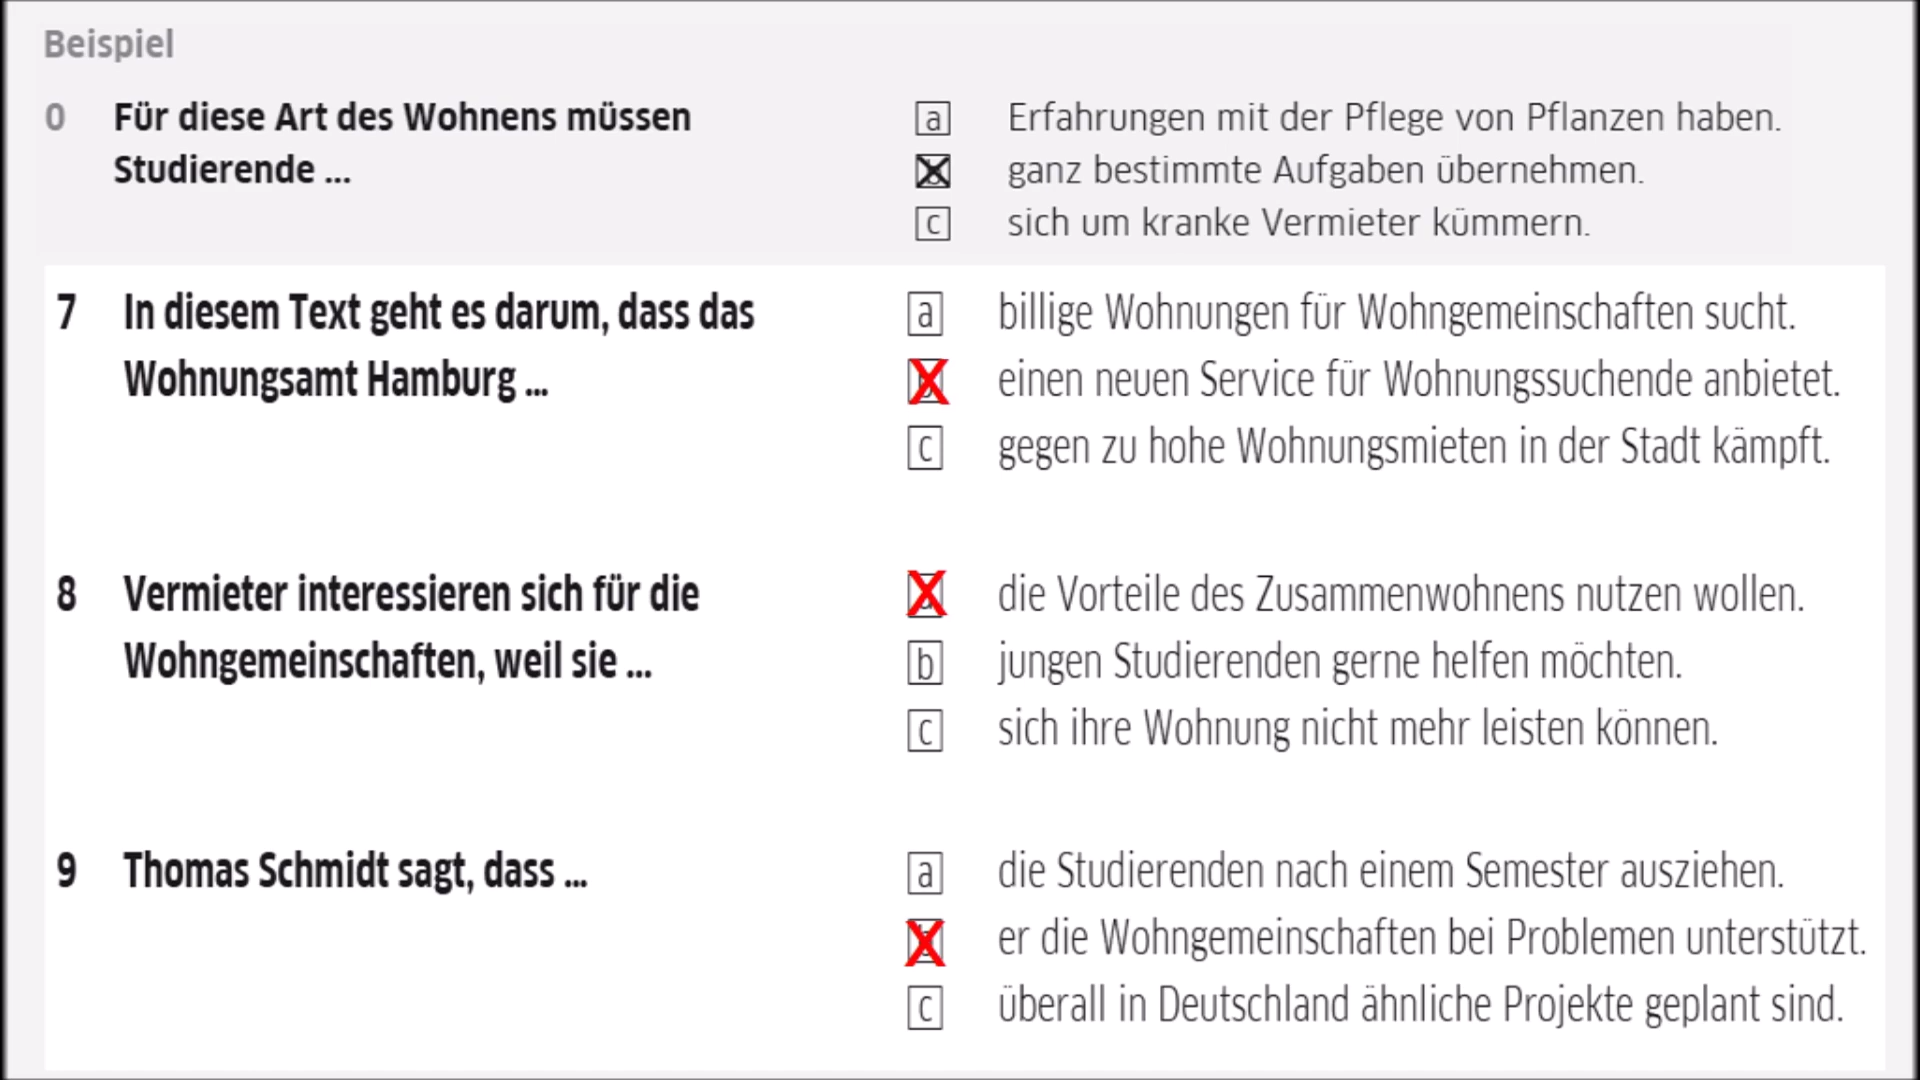 Beispiel
0 Für diese Art des Wohnens müssen
Studierende ...
a Erfahrungen mit der Pflege von Pflanzen haben.
ganz bestimmte Aufgaben übernehmen.
c sich um kranke Vermieter kümmern.
7 In diesem Text geht es darum, dass das
Wohnungsamt Hamburg ...
a billige Wohnungen für Wohngemeinschaften sucht.
X einen neuen Service für Wohnungssuchende anbietet.
c gegen zu hohe Wohnungsmieten in der Stadt kämpft.
8 Vermieter interessieren sich für die
Wohngemeinschaften, weil sie ...
X die Vorteile des Zusammenwohnens nutzen wollen.
b jungen Studierenden gerne helfen möchten.
c sich ihre Wohnung nicht mehr leisten können.
9 Thomas Schmidt sagt, dass ...
a die Studierenden nach einem Semester ausziehen.
X er die Wohngemeinschaften bei Problemen unterstützt.
c überall in Deutschland ähnliche Projekte geplant sind.